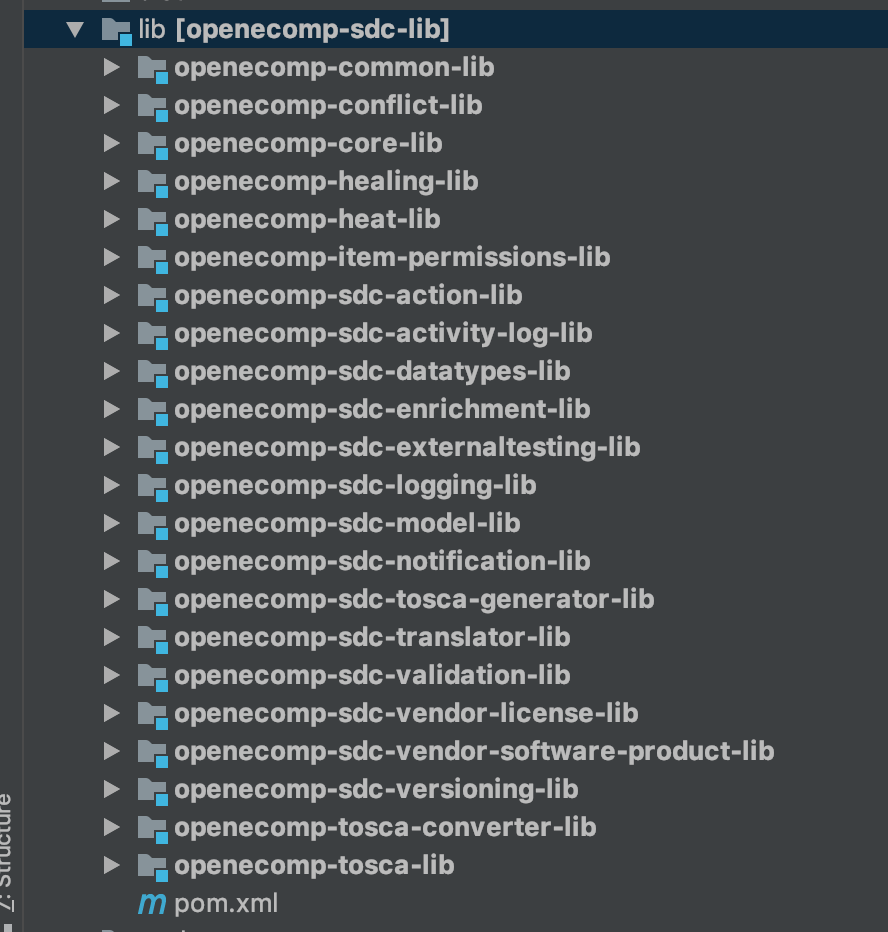 lib [openecomp-sdc-lib]
openecomp-common-lib
openecomp-conflict-lib
openecomp-core-lib
openecomp-healing-lib
openecomp-heat-lib
openecomp-item-permissions-lib
openecomp-sdc-action-lib
openecomp-sdc-activity-log-lib
openecomp-sdc-datatypes-lib
openecomp-sdc-enrichment-lib
openecomp-sdc-externaltesting-lib
openecomp-sdc-logging-lib
openecomp-sdc-model-lib
openecomp-sdc-notification-lib
openecomp-sdc-tosca-generator-lib
openecomp-sdc-translator-lib
openecomp-sdc-validation-lib
openecomp-sdc-vendor-license-lib
openecomp-sdc-vendor-software-product-lib
openecomp-sdc-versioning-lib
openecomp-tosca-converter-lib
openecomp-tosca-lib
m pom.xml
7: Structure